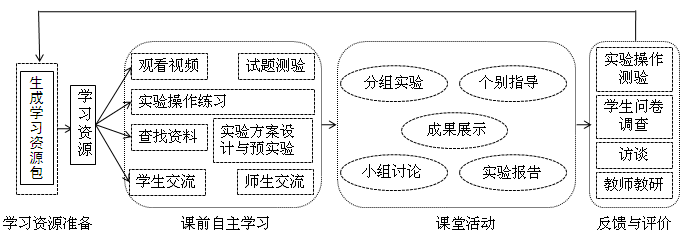 生成学习资源包
学习资源
观看视频
试题测验
实验操作练习
查找资料
实验方案设
计与预实验
学生交流
师生交流
分组实验
个别指导
成果展示
小组讨论
实验报告
实验操作
测验
学生问卷
调查
访谈
教师教研
学习资源准备
课前自主学习
课堂活动
反馈与评价